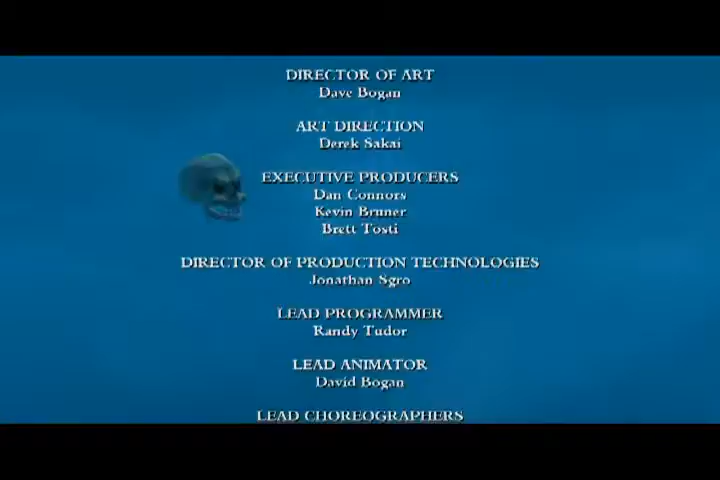 DIRECTOR OF ART
Dave Bogan
ART DIRECTION
Derek Sakai
EXECUTIVE PRODUCERS
Dan Connors
Kevin Bruner
Brett Tosti
DIRECTOR OF PRODUCTION TECHNOLOGIES
Jonathan Sgro
LEAD PROGRAMMER
Randy Tudor
LEAD ANIMATOR
David Bogan
LEAD CHOREOGRAPHERS